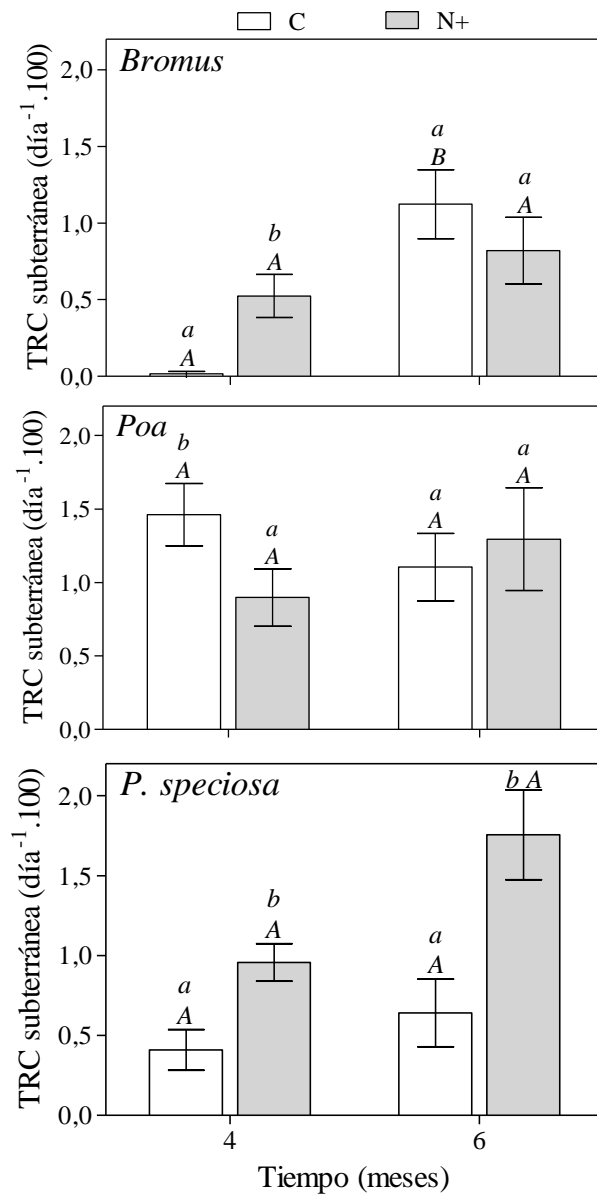 C N+
Bromus
TRC subterránea (día⁻¹.100)
2,0
1,5
1,0
0,5
0,0
a
A
b
A
a
B
a
A
Poa
TRC subterránea (día⁻¹.100)
2,0
1,5
1,0
0,5
0,0
b
A
a
A
a
A
a
A
P. speciosa
TRC subterránea (día⁻¹.100)
2,0
1,5
1,0
0,5
0,0
a
A
b
A
a
A
b A
4 6
Tiempo (meses)